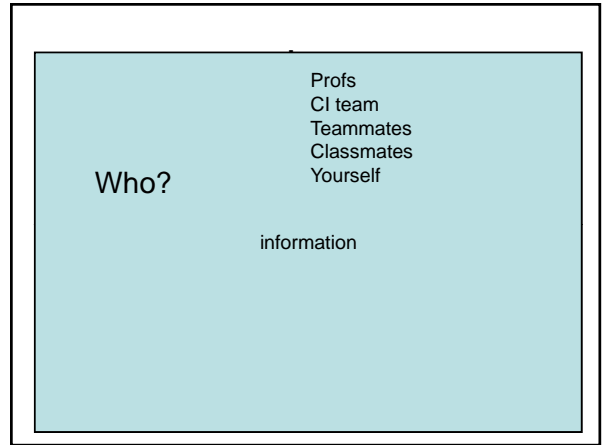 Profs
CI team
Teammates
Classmates
Who?
Yourself
information